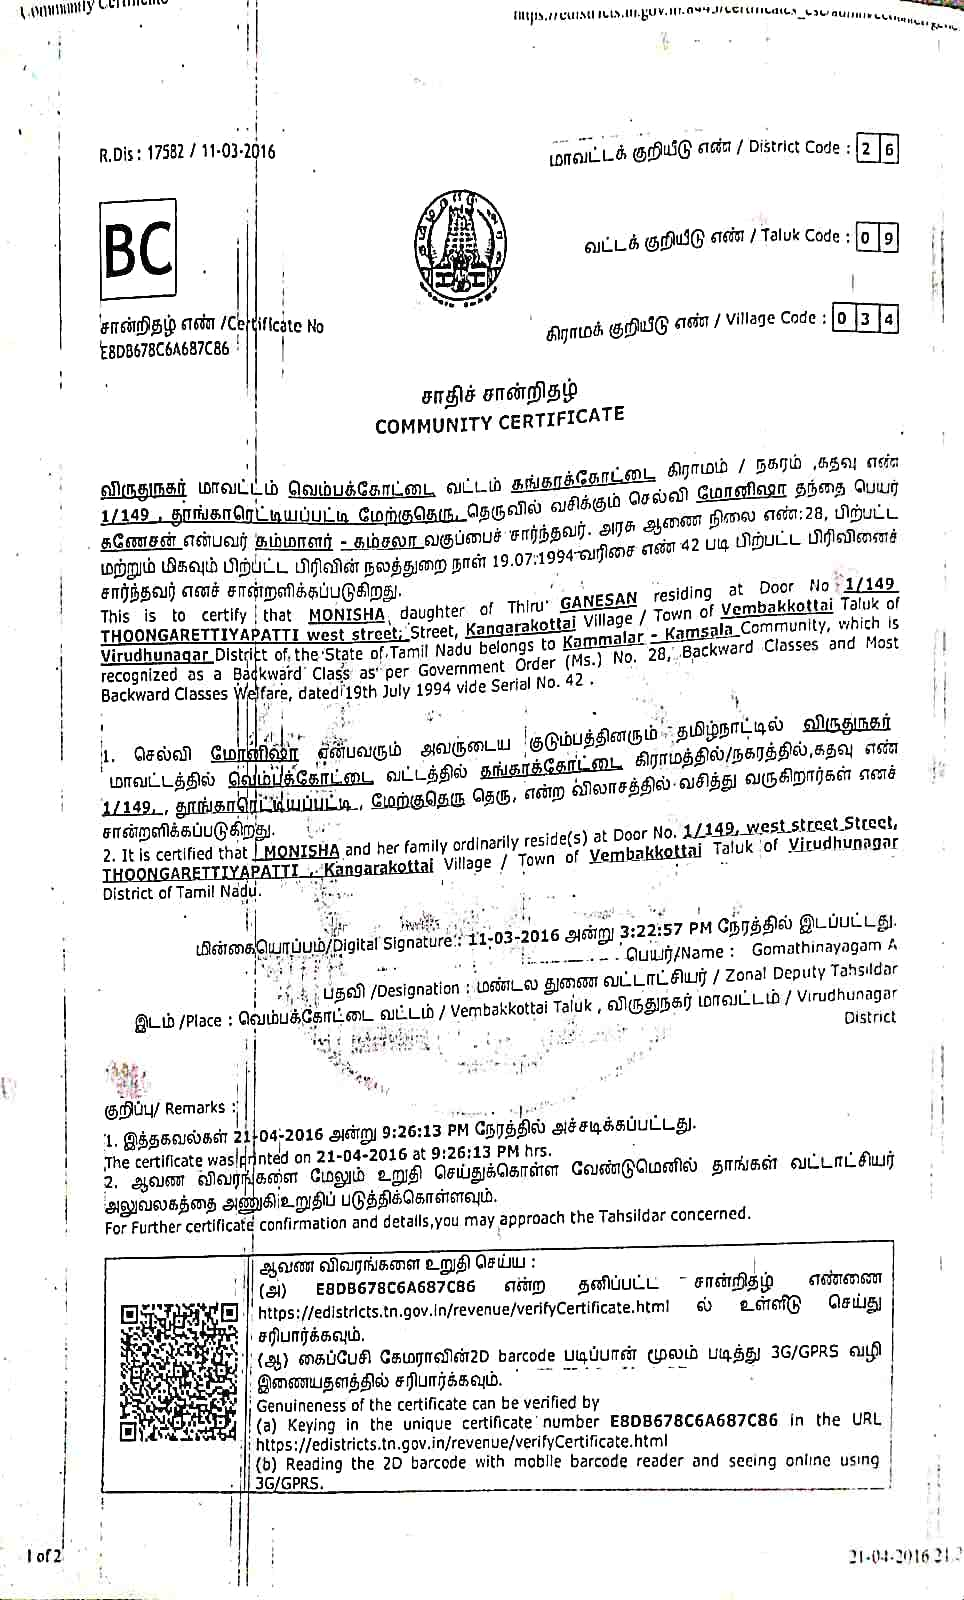 Community Certificate
R.Dis : 17582 / 11-03-2016
மாவட்டக் குறியீடு எண் / District Code : 2 6
BC
வட்டக் குறியீடு எண் / Taluk Code : 0 9
சான்றிதழ் எண் /Certificate No
E8DB678C6A687C86
கிராமக் குறியீடு எண் / Village Code : 0 3 4
சாதிச் சான்றிதழ்
COMMUNITY CERTIFICATE
விருதுநகர் மாவட்டம் வெம்பக்கோட்டை வட்டம் கங்கரக்கோட்டை கிராமம் / நகரம் ,கதவு எண்
1/149 , தூங்காரெட்டியப்பட்டி மேற்குதெரு, தெருவில் வசிக்கும் செல்வி மோனிஷா தந்தை பெயர்
கணேசன் என்பவர் கம்மாளர் - கம்சலா வகுப்பைச் சார்ந்தவர். அரசு ஆணை நிலை எண்:28, பிற்பட்ட
மற்றும் மிகவும் பிற்பட்ட பிரிவின் நலத்துறை நாள் 19.07.1994-வரிசை எண் 42 படி பிற்பட்ட பிரிவினைச்
சார்ந்தவர் எனச் சான்றளிக்கப்படுகிறது.
This is to certify that MONISHA, daughter of Thiru GANESAN residing at Door No 1/149
THOONGARETTIYAPATTI west street, Street, Kangarakottai Village / Town of Vembakkottai Taluk of
Virudhunagar District of the State of Tamil Nadu belongs to Kammalar - Kamsala Community, which is
recognized as a Backward Class as per Government Order (Ms.) No. 28, Backward Classes and Most
Backward Classes Welfare, dated 19th July 1994 vide Serial No. 42 .
1. செல்வி மோனிஷா என்பவரும் அவருடைய குடும்பத்தினரும் தமிழ்நாட்டில் விருதுநகர்
மாவட்டத்தில் வெம்பக்கோட்டை வட்டத்தில் தங்கரக்கோட்டை கிராமத்தில்/நகரத்தில்,கதவு எண்
1/149, , தூங்காரெட்டியப்பட்டி , மேற்குதெரு தெரு, என்ற விலாசத்தில் வசித்து வருகிறார்கள் எனச்
சான்றளிக்கப்படுகிறது.
2. It is certified that MONISHA and her family ordinarily reside(s) at Door No. 1/149, west street Street,
THOONGARETTIYAPATTI , Kangarakottai Village / Town of Vembakkottai Taluk of Virudhunagar
District of Tamil Nadu.
மின்கையொப்பம்/Digital Signature : 11-03-2016 அன்று 3:22:57 PM நேரத்தில் இடப்பட்டது.
பெயர்/Name : Gomathinayagam A
பதவி /Designation : மண்டல துணை வட்டாட்சியர் / Zonal Deputy Tahsildar
இடம் /Place : வெம்பக்கோட்டை வட்டம் / Vembakkottai Taluk , விருதுநகர் மாவட்டம் / Virudhunagar
District
குறிப்பு/ Remarks :
1. இத்தகவல்கள் 21-04-2016 அன்று 9:26:13 PM நேரத்தில் அச்சடிக்கப்பட்டது.
The certificate was printed on 21-04-2016 at 9:26:13 PM hrs.
2. ஆவண விவரங்களை மேலும் உறுதி செய்துக்கொள்ள வேண்டுமெனில் தாங்கள் வட்டாட்சியர்
அலுவலகத்தை அணுகி உறுதிப் படுத்திக்கொள்ளவும்.
For Further certificate confirmation and details,you may approach the Tahsildar concerned.
ஆவண விவரங்களை உறுதி செய்ய :
(அ) E8DB678C6A687C86 என்ற தனிப்பட்ட சான்றிதழ் எண்ணை
https://edistricts.tn.gov.in/revenue/verifyCertificate.html ல் உள்ளீடு செய்து
சரிபார்க்கவும்.
(ஆ) கைப்பேசி கேமராவின்2D barcode படிப்பான் மூலம் படித்து 3G/GPRS வழி
இணையதளத்தில் சரிபார்க்கவும்.
Genuineness of the certificate can be verified by
(a) Keying in the unique certificate number E8DB678C6A687C86 in the URL
https://edistricts.tn.gov.in/revenue/verifyCertificate.html
(b) Reading the 2D barcode with mobile barcode reader and seeing online using
3G/GPRS.
1 of 2
21-04-2016